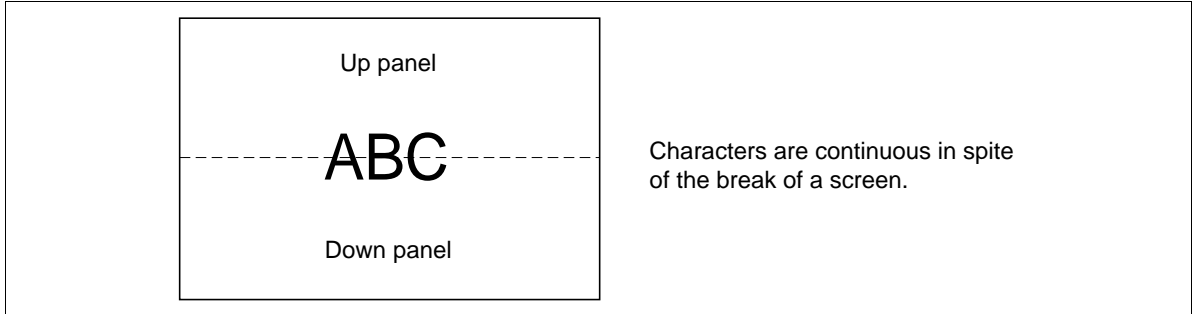 Up panel
ABC
Characters are continuous in spite
of the break of a screen.
Down panel